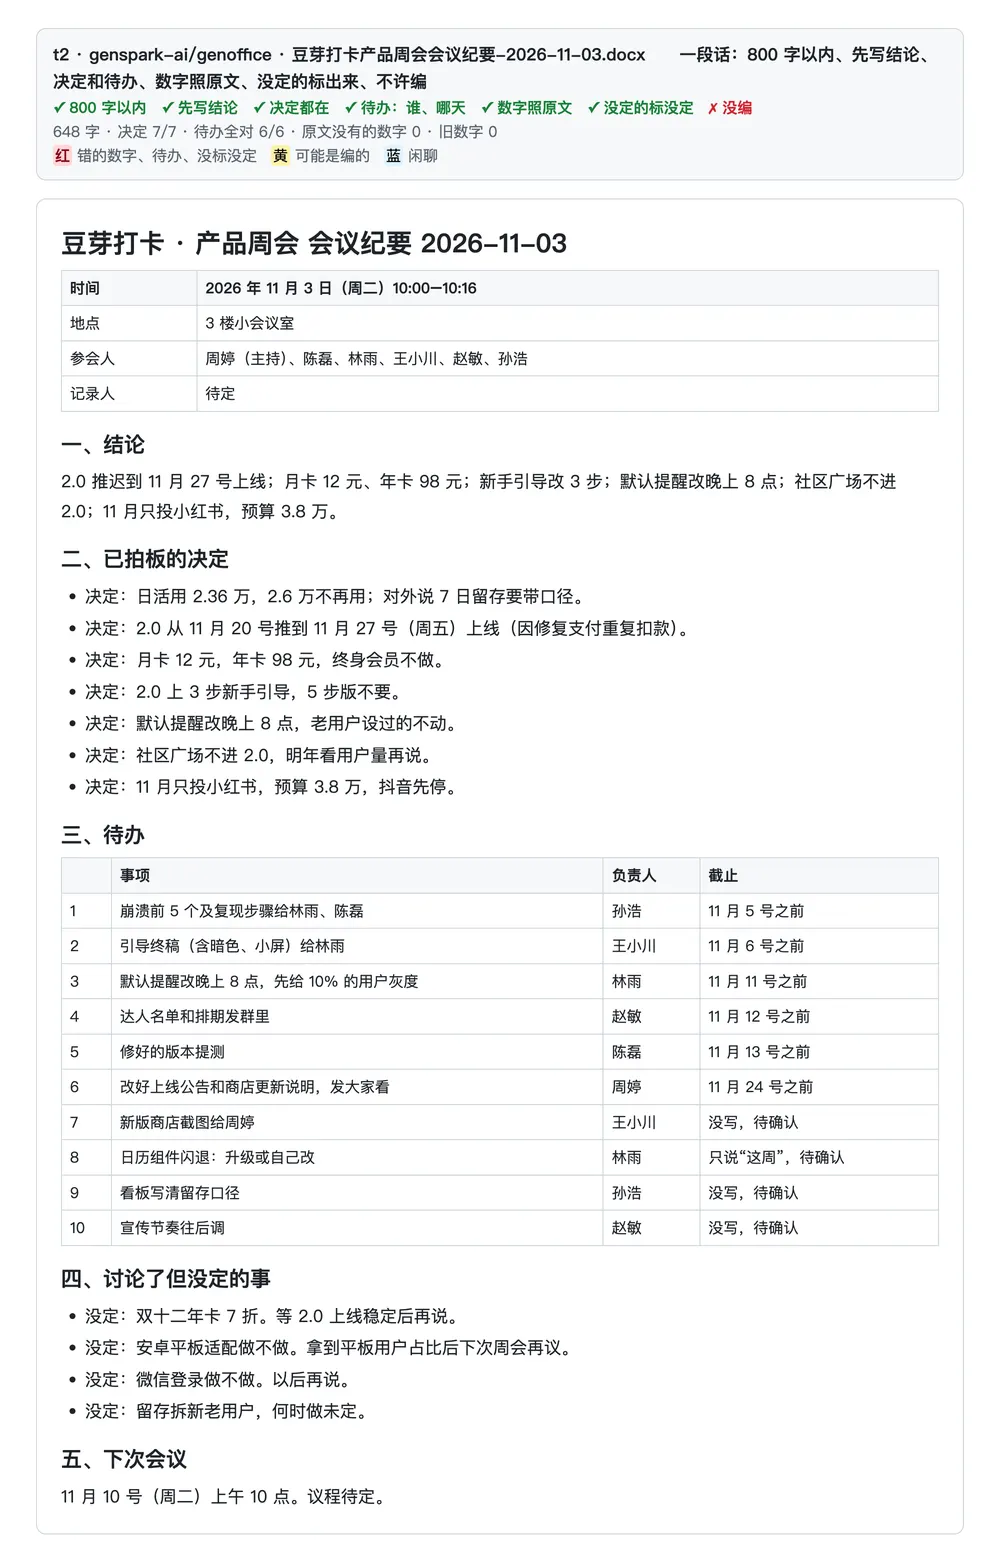 t2 · genspark-ai/genoffice · 豆芽打卡产品周会会议纪要-2026-11-03.docx 一段话：800 字以内、先写结论、
决定和待办、数字照原文、没定的标出来、不许编
✓ 800 字以内 ✓ 先写结论 ✓ 决定都在 ✓ 待办：谁、哪天 ✓ 数字照原文 ✓ 没定的标没定 ✗ 没编
648 字 · 决定 7/7 · 待办全对 6/6 · 原文没有的数字 0 · 旧数字 0
红 错的数字、待办、没标没定 黄 可能是编的 蓝 闲聊
豆芽打卡 · 产品周会 会议纪要 2026-11-03
时间 2026 年 11 月 3 日（周二）10:00—10:16
地点 3 楼小会议室
参会人 周婷（主持）、陈磊、林雨、王小川、赵敏、孙浩
记录人 待定
一、结论
2.0 推迟到 11 月 27 号上线；月卡 12 元、年卡 98 元；新手引导改 3 步；默认提醒改晚上 8 点；社区广场不进
2.0；11 月只投小红书，预算 3.8 万。
二、已拍板的决定
• 决定：日活用 2.36 万，2.6 万不再用；对外说 7 日留存要带口径。
• 决定：2.0 从 11 月 20 号推到 11 月 27 号（周五）上线（因修复支付重复扣款）。
• 决定：月卡 12 元，年卡 98 元，终身会员不做。
• 决定：2.0 上 3 步新手引导，5 步版不要。
• 决定：默认提醒改晚上 8 点，老用户设过的不动。
• 决定：社区广场不进 2.0，明年看用户量再说。
• 决定：11 月只投小红书，预算 3.8 万，抖音先停。
三、待办
事项 负责人 截止
1 崩溃前 5 个及复现步骤给林雨、陈磊 孙浩 11 月 5 号之前
2 引导终稿（含暗色、小屏）给林雨 王小川 11 月 6 号之前
3 默认提醒改晚上 8 点，先给 10% 的用户灰度 林雨 11 月 11 号之前
4 达人名单和排期发群里 赵敏 11 月 12 号之前
5 修好的版本提测 陈磊 11 月 13 号之前
6 改好上线公告和商店更新说明，发大家看 周婷 11 月 24 号之前
7 新版商店截图给周婷 王小川 没写，待确认
8 日历组件闪退：升级或自己改 林雨 只说“这周”，待确认
9 看板写清留存口径 孙浩 没写，待确认
10 宣传节奏往后调 赵敏 没写，待确认
四、讨论了但没定的事
• 没定：双十二年卡 7 折。等 2.0 上线稳定后再说。
• 没定：安卓平板适配做不做。拿到平板用户占比后下次周会再议。
• 没定：微信登录做不做。以后再说。
• 没定：留存拆新老用户，何时做未定。
五、下次会议
11 月 10 号（周二）上午 10 点。议程待定。